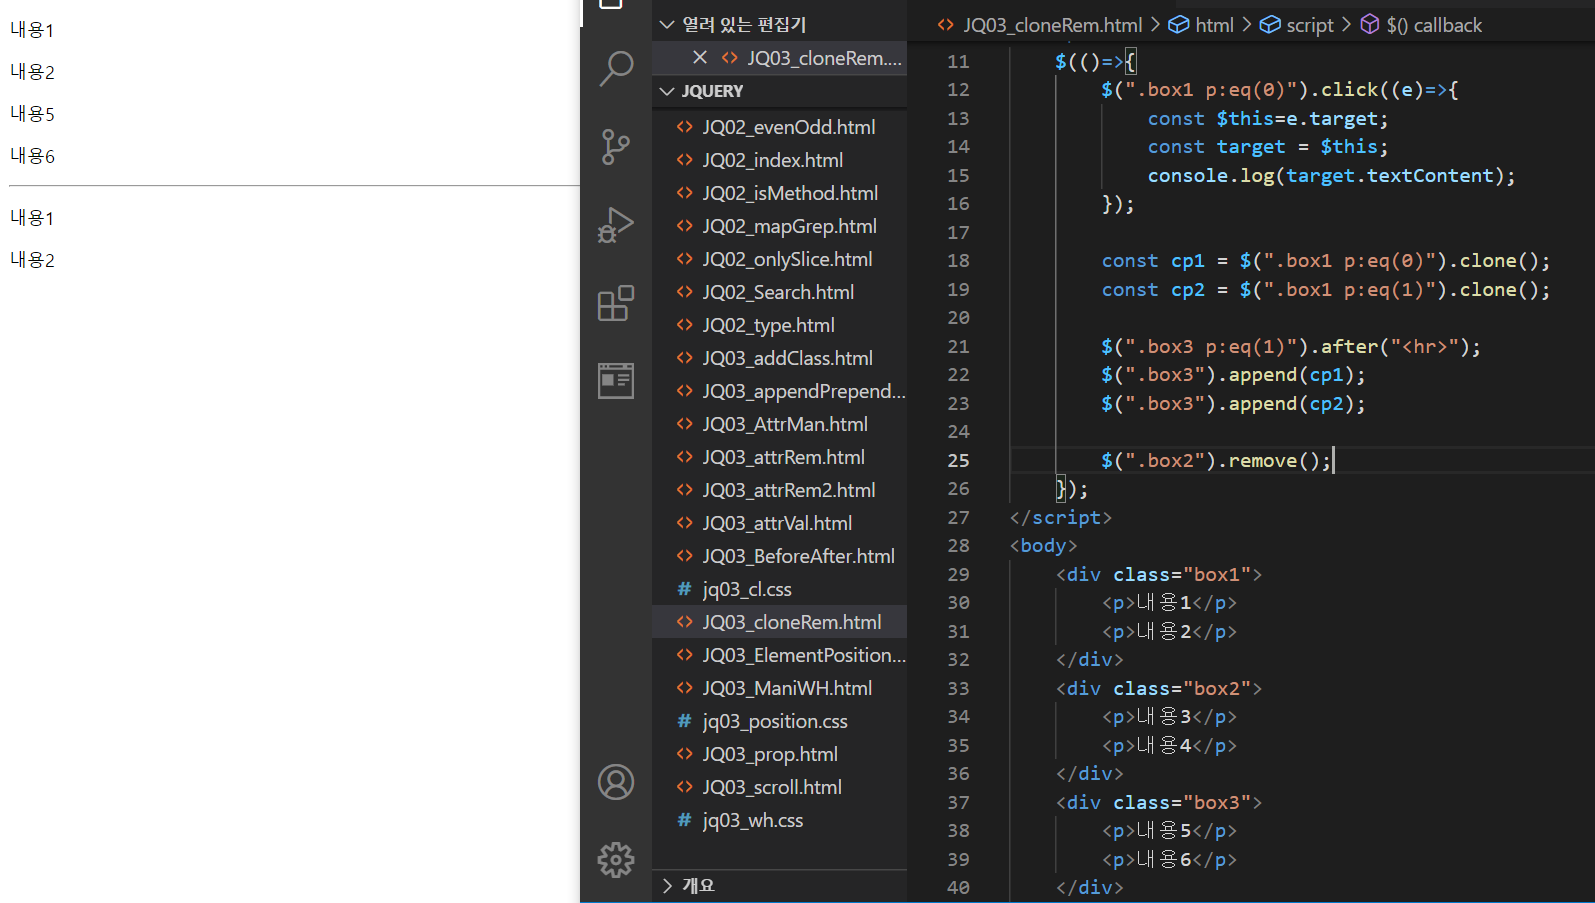 내용1
내용2
내용5
내용6
내용1
내용2
열려 있는 편집기
JQ03_cloneRem....
JQUERY
JQ02_evenOdd.html
JQ02_index.html
JQ02_isMethod.html
JQ02_mapGrep.html
JQ02_onlySlice.html
JQ02_Search.html
JQ02_type.html
JQ03_addClass.html
JQ03_appendPrepend...
JQ03_AttrMan.html
JQ03_attrRem.html
JQ03_attrRem2.html
JQ03_attrVal.html
JQ03_BeforeAfter.html
# jq03_cl.css
JQ03_cloneRem.html
JQ03_ElementPosition...
JQ03_ManiWH.html
# jq03_position.css
JQ03_prop.html
JQ03_scroll.html
# jq03_wh.css
개요
JQ03_cloneRem.html > html > script > $() callback
11 $(()=>{
12 $(".box1 p:eq(0)").click((e)=>{
13 const $this=e.target;
14 const target = $this;
15 console.log(target.textContent);
16 });
17
18 const cp1 = $(".box1 p:eq(0)").clone();
19 const cp2 = $(".box1 p:eq(1)").clone();
20
21 $(".box3 p:eq(1)").after("<hr>");
22 $(".box3").append(cp1);
23 $(".box3").append(cp2);
24
25 $(".box2").remove();
26 });
27 </script>
28 <body>
29 <div class="box1">
30 <p>내용1</p>
31 <p>내용2</p>
32 </div>
33 <div class="box2">
34 <p>내용3</p>
35 <p>내용4</p>
36 </div>
37 <div class="box3">
38 <p>내용5</p>
39 <p>내용6</p>
40 </div>